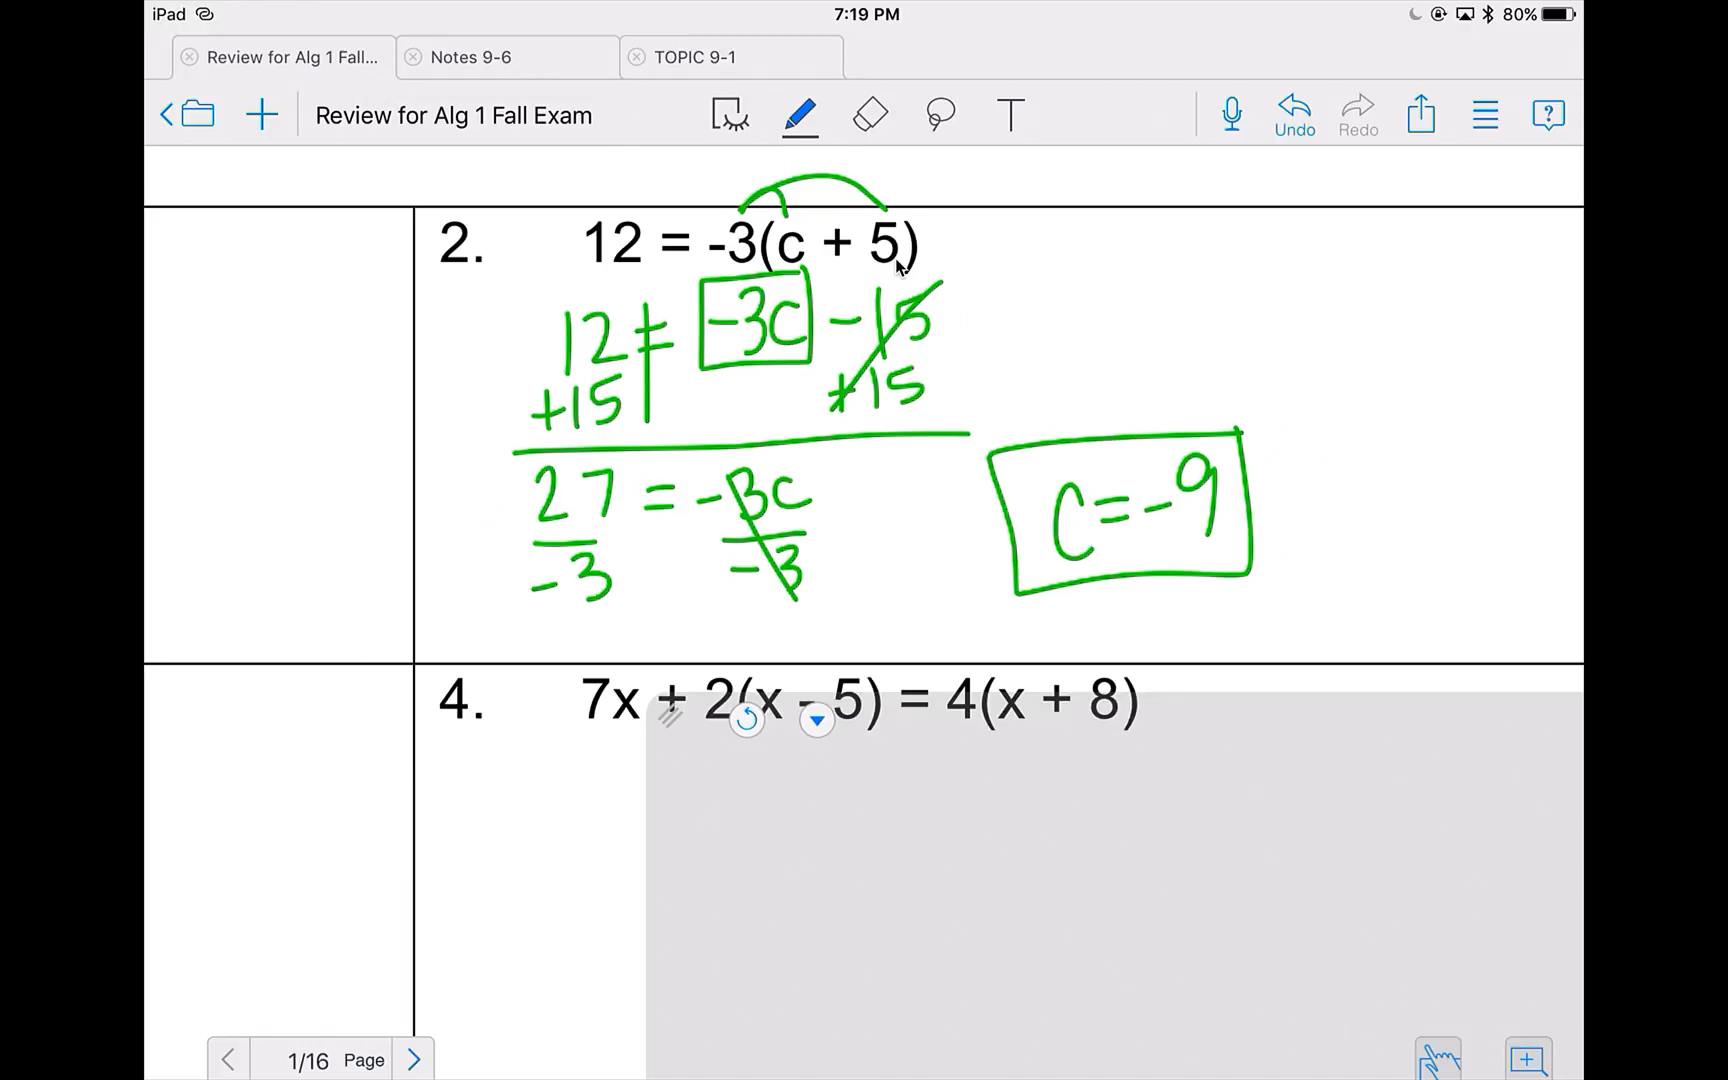 iPad 7:19 PM 80%
Review for Alg 1 Fall... Notes 9-6 TOPIC 9-1
Review for Alg 1 Fall Exam T Undo Redo ?
2. 12 = -3(c + 5)
12 = -3c - 15
+15 +15
27 = -3c
-3 -3
c = -9
4. 7x + 2(x - 5) = 4(x + 8)
1/16 Page